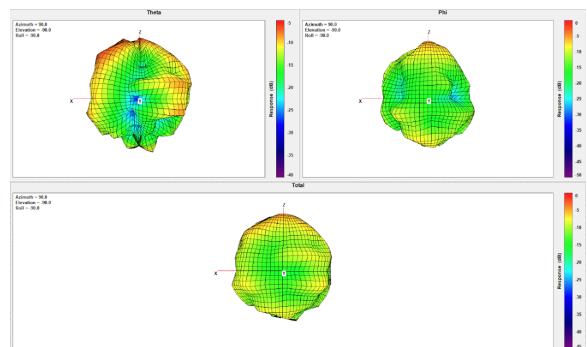 Theta
Azimuth = 90.0
Elevation = -90.0
Roll = -90.0
Z
X
Y
-5
-10
-15
-20
-25
-30
-35
-40
Response (dB)
Phi
Azimuth = 90.0
Elevation = -90.0
Roll = -90.0
Z
X
0
-5
-10
-15
-20
-25
-30
-35
-40
-45
-50
Response (dB)
Total
Azimuth = 90.0
Elevation = -90.0
Roll = -90.0
Z
X
0
-5
-10
-15
-20
-25
-30
-35
-40
-45
Response (dB)